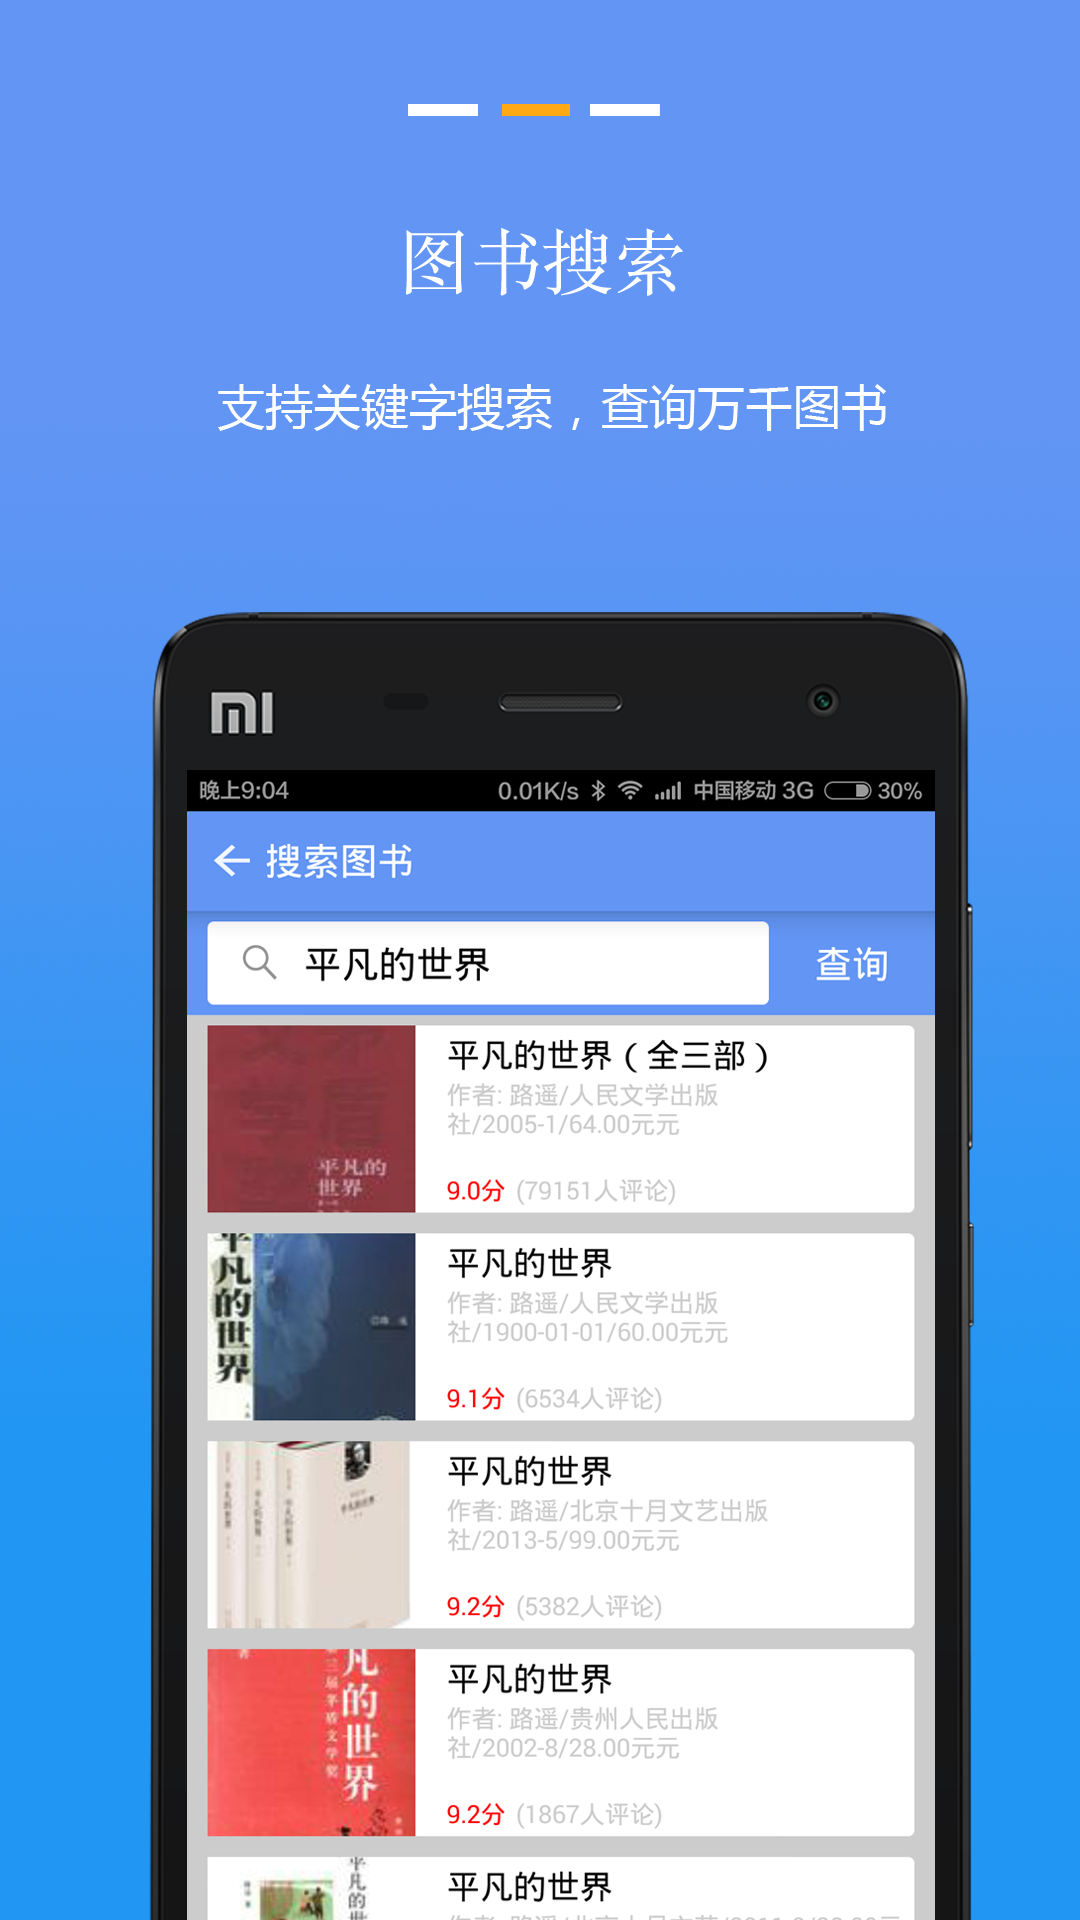 图书搜索
支持关键字搜索，查询万千图书
MI
晚上9:04 0.01K/s 中国移动 3G 30%
搜索图书
平凡的世界 查询
平凡的世界（全三部）
作者: 路遥/人民文学出版
社/2005-1/64.00元元
9.0分 (79151人评论)
平凡的
世界
平凡的世界
作者: 路遥/人民文学出版
社/1900-01-01/60.00元元
9.1分 (6534人评论)
平凡的世界
平凡的世界
作者: 路遥/北京十月文艺出版
社/2013-5/99.00元元
9.2分 (5382人评论)
平凡的世界
作者: 路遥/贵州人民出版
社/2002-8/28.00元元
9.2分 (1867人评论)
凡的世界
平凡的世界